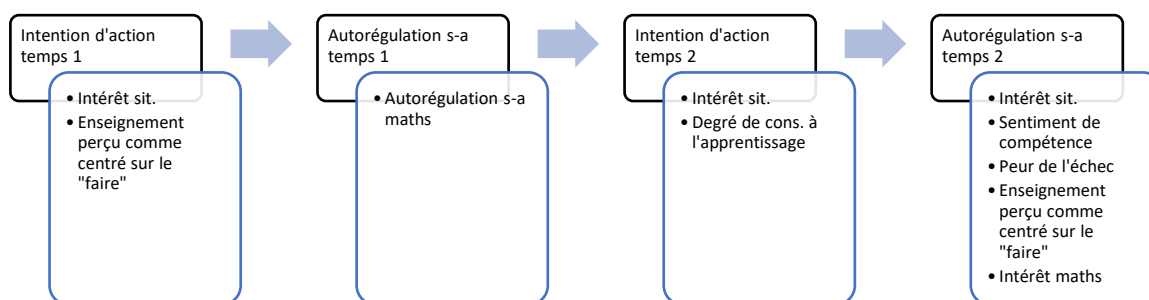 Intention d'action
temps 1
• Intérêt sit.
• Enseignement
perçu comme
centré sur le
"faire"
Autorégulation s-a
temps 1
• Autorégulation s-a
maths
Intention d'action
temps 2
• Intérêt sit.
• Degré de cons. à
l'apprentissage
Autorégulation s-a
temps 2
• Intérêt sit.
• Sentiment de
compétence
• Peur de l'échec
• Enseignement
perçu comme
centré sur le
"faire"
• Intérêt maths